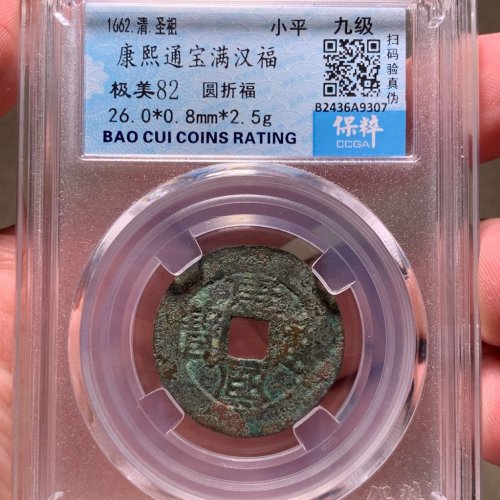 1662.清.圣祖 小平 九级
康熙通宝满汉福
极美82 圆折福
26.0*0.8mm*2.5g
BAO CUI COINS RATING
扫码验真伪
B2436A9307
保粹
CCGA
康熙